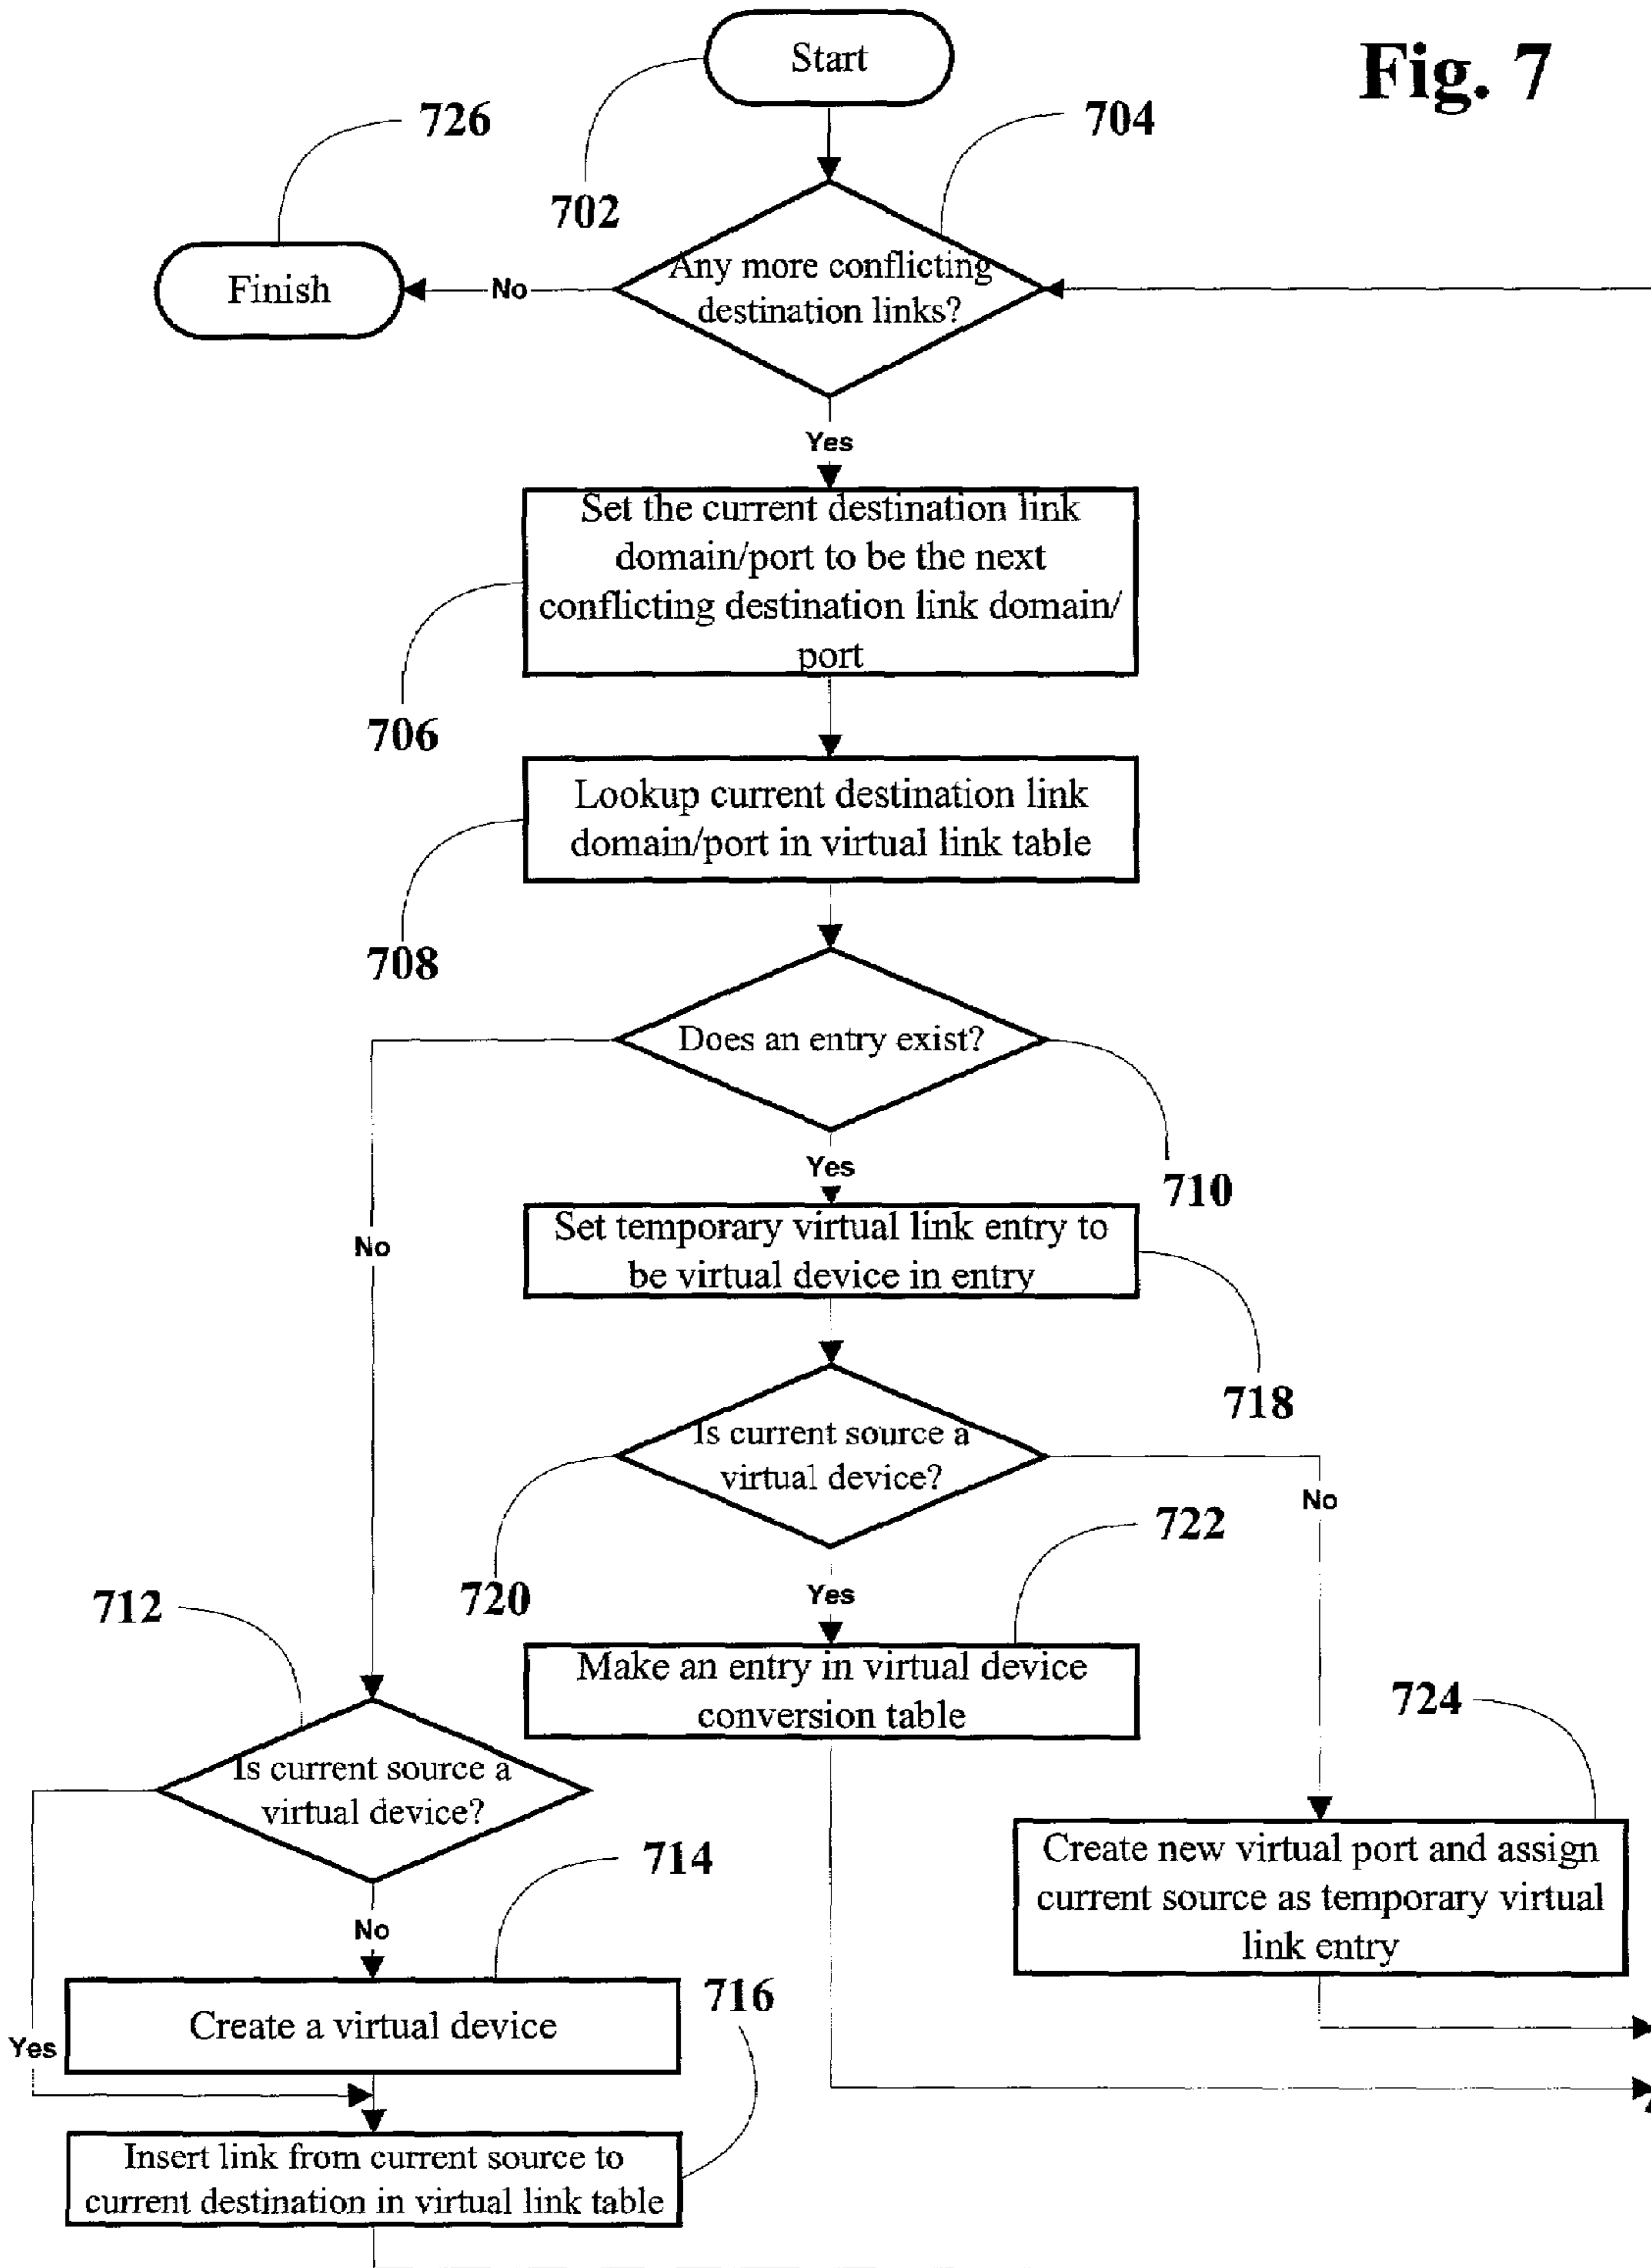 Start
Fig. 7
726
704
702
Any more conflicting
destination links?
Finish
No
Yes
Set the current destination link
domain/port to be the next
conflicting destination link domain/
port
706
Lookup current destination link
domain/port in virtual link table
708
Does an entry exist?
Yes
710
Set temporary virtual link entry to
be virtual device in entry
No
718
Is current source a
virtual device?
No
722
720
Yes
712
Make an entry in virtual device
conversion table
724
Is current source a
virtual device?
714
Create new virtual port and assign
current source as temporary virtual
link entry
No
716
Create a virtual device
Yes
Insert link from current source to
current destination in virtual link table